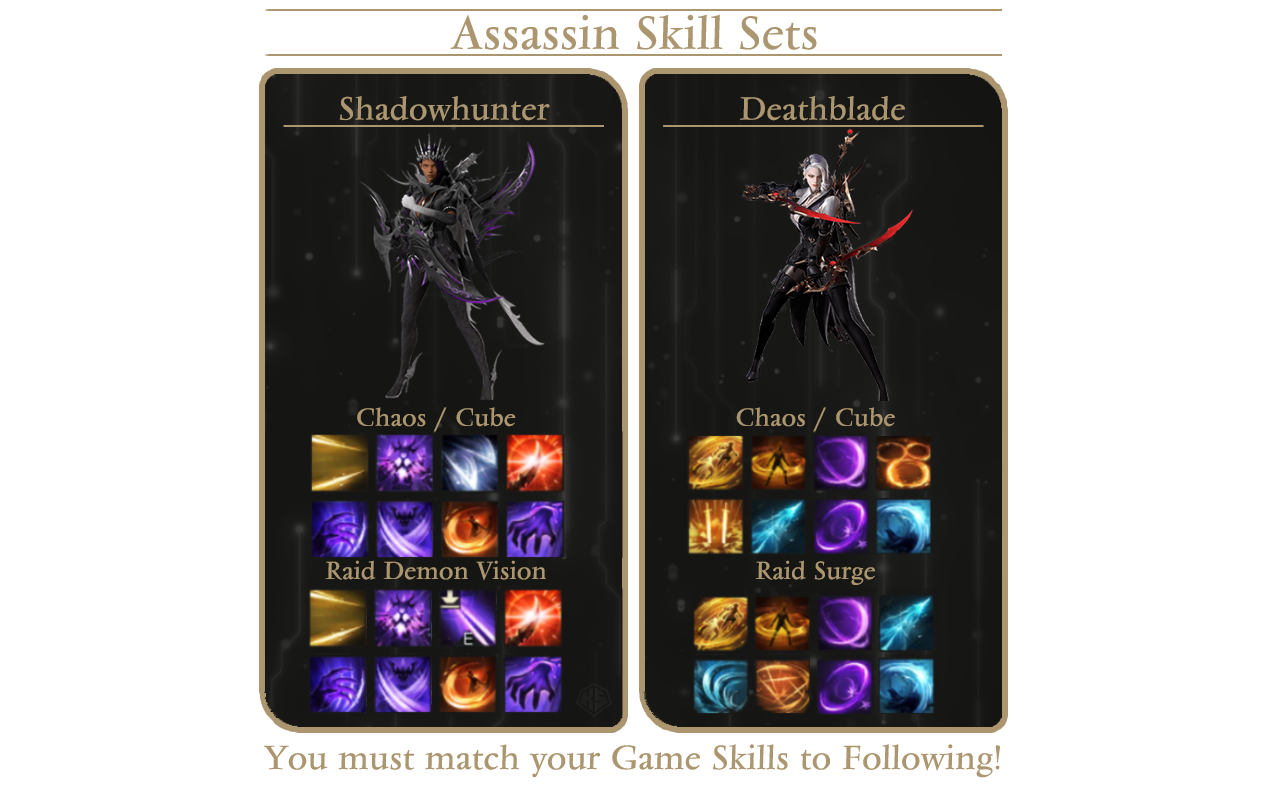 Assassin Skill Sets
Shadowhunter
Chaos / Cube
Raid Demon Vision
E
Deathblade
Chaos / Cube
Raid Surge
You must match your Game Skills to Following!